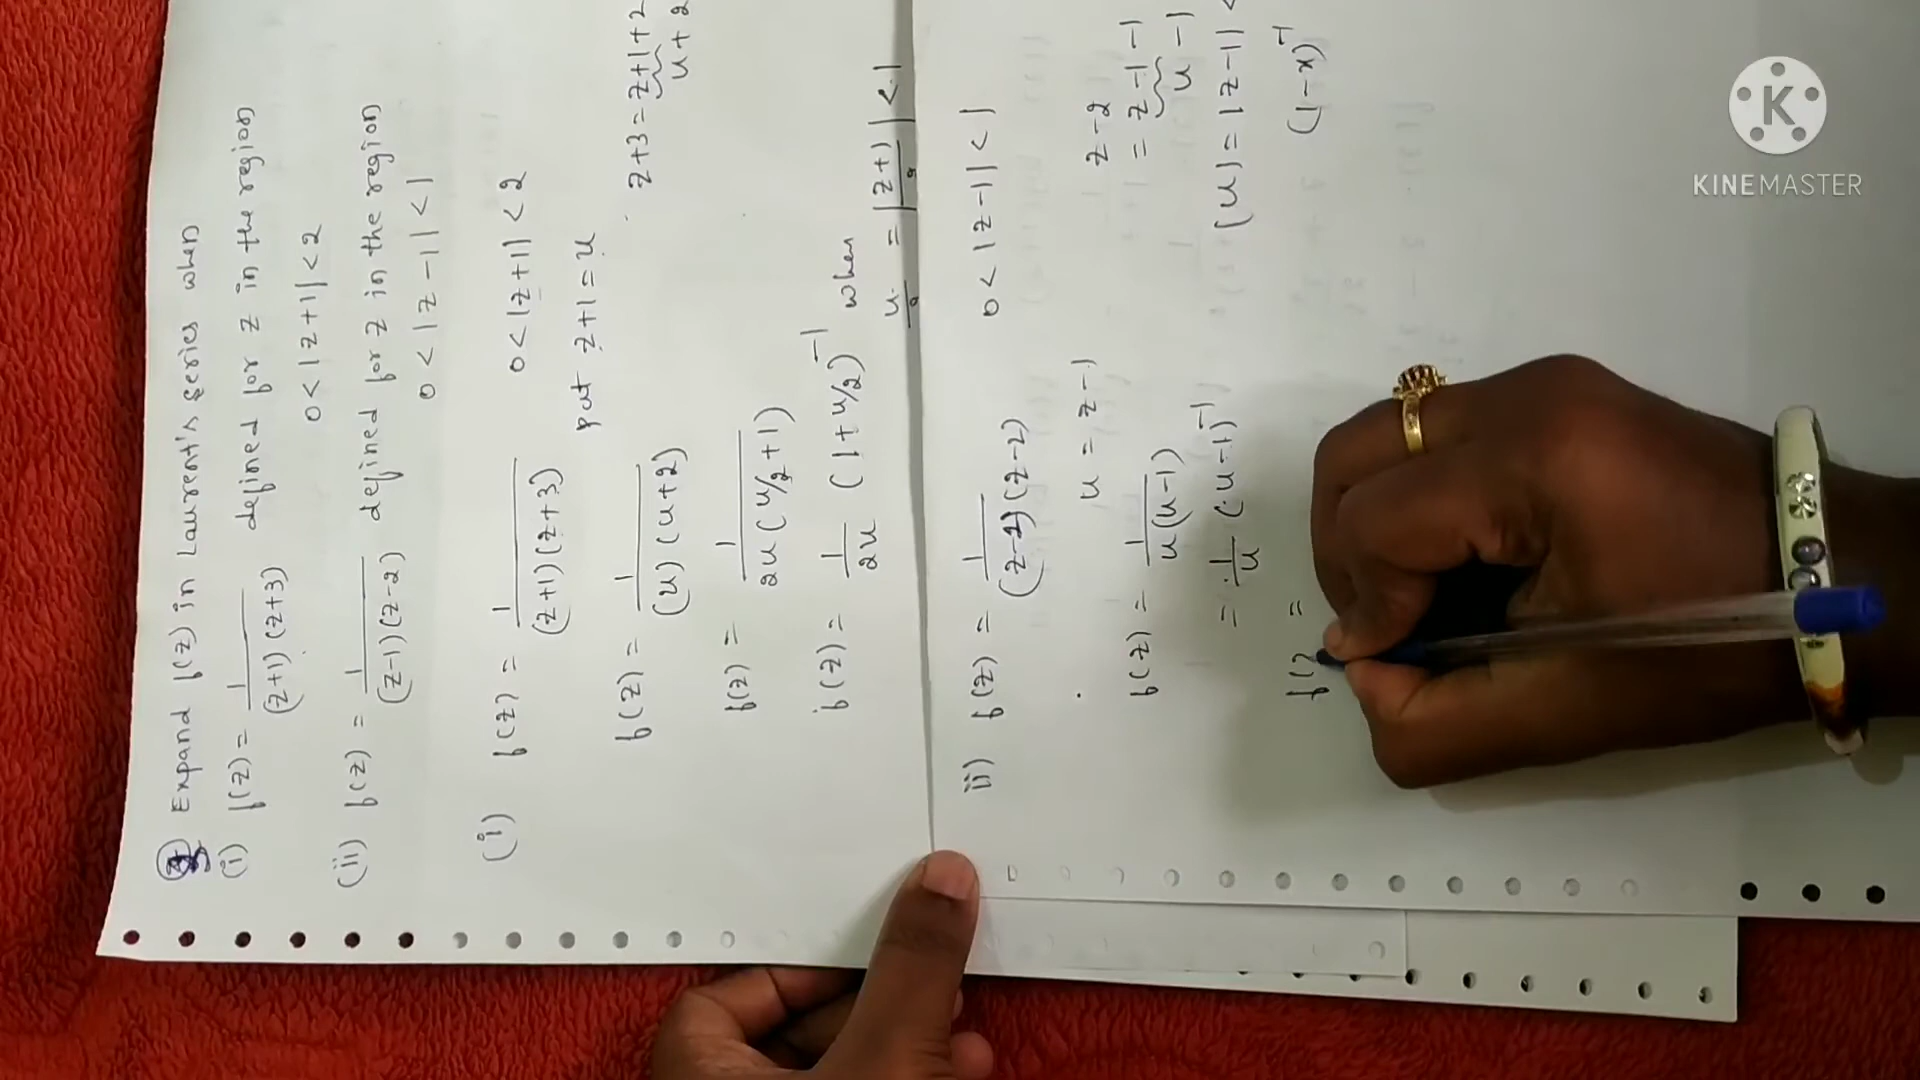 Q Expand f(z) in Laurent's series when
(i) f(z) = 1/(z+1)(z+3) defined for z in the region
0 < |z+1| < 2
(ii) f(z) = 1/(z-1)(z-2) defined for z in the region
0 < |z-1| < 1
(i) f(z) = 1/(z+1)(z+3) 0 < |z+1| < 2
put z+1 = u
f(z) = 1/(u)(u+2) z+3 = z+1+2
u+2
f(z) = 1/2u(u/2+1)
f(z) = 1/2u (1+u/2)^-1 when
u/2 = |z+1|/2 < 1
ii) f(z) = 1/(z-1)(z-2) 0 < |z-1| < 1
u = z-1 z-2
f(z) = 1/u(u-1) = z-1-1
u-1
= 1/u (u-1)^-1 |u| = |z-1| <
f(z = (1-x)^-1
KINEMASTER